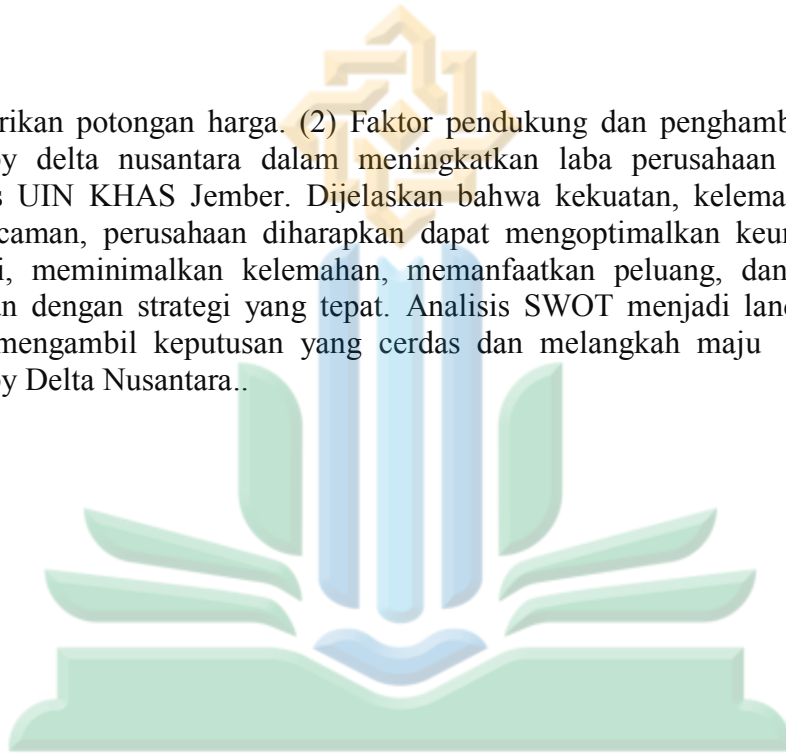 rikan potongan harga. (2) Faktor pendukung dan penghamb
y delta nusantara dalam meningkatkan laba perusahaan
s UIN KHAS Jember. Dijelaskan bahwa kekuatan, kelema
caman, perusahaan diharapkan dapat mengoptimalkan keun
i, meminimalkan kelemahan, memanfaatkan peluang, dan
n dengan strategi yang tepat. Analisis SWOT menjadi land
mengambil keputusan yang cerdas dan melangkah maju
y Delta Nusantara..